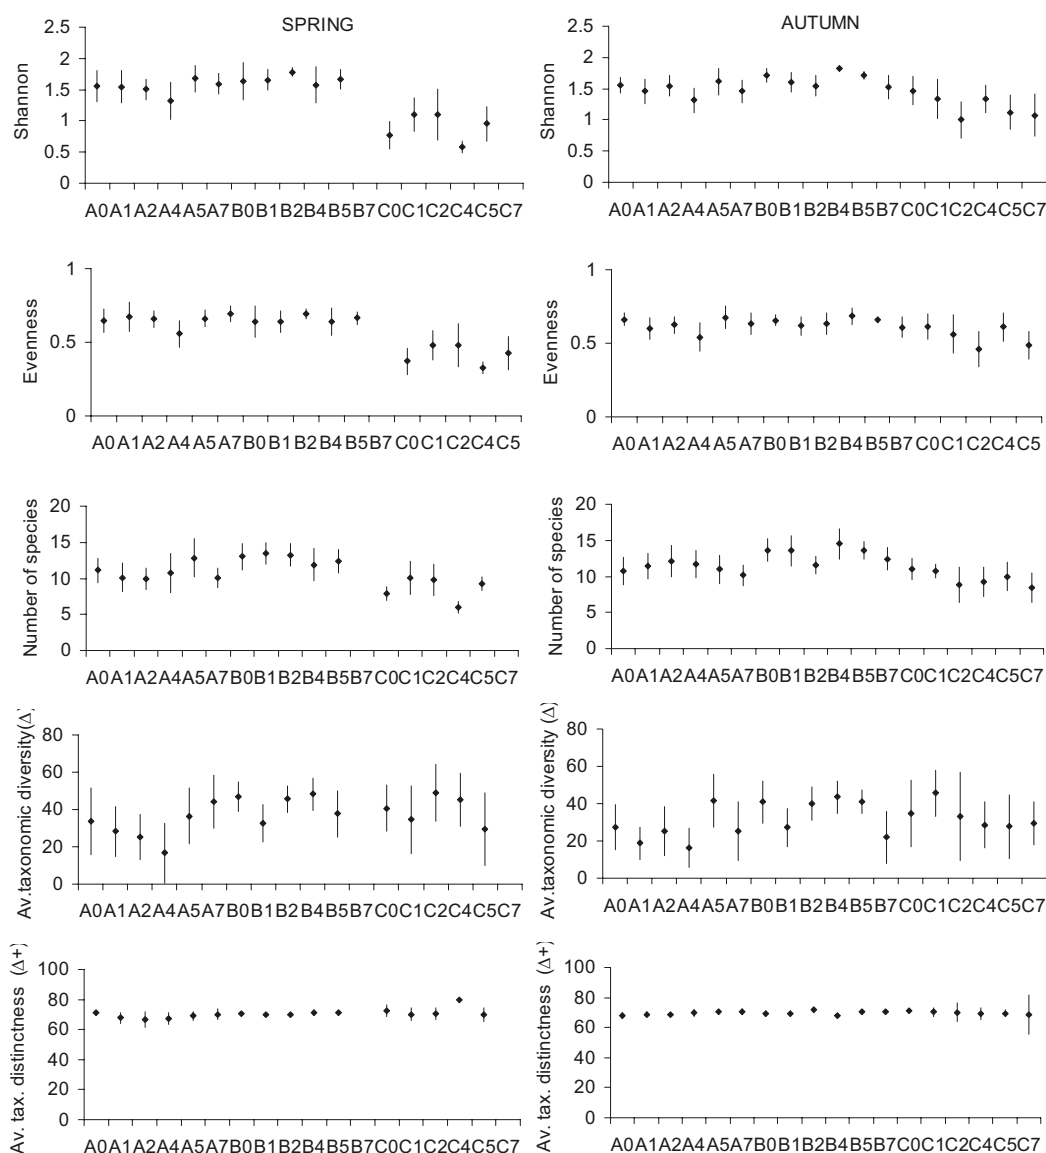 SPRING
2.5
2
1.5
1
0.5
0
Shannon
A0A1A2A4A5A7B0B1B2B4B5B7C0C1C2C4C5C7
AUTUMN
2.5
2
1.5
1
0.5
0
Shannon
A0A1A2A4A5A7B0B1B2B4B5B7C0C1C2C4C5C7
1
0.5
0
Evenness
A0A1A2A4A5A7B0B1B2B4B5B7C0C1C2C4C5
1
0.5
0
Evenness
A0A1A2A4A5A7B0B1B2B4B5B7C0C1C2C4C5
20
15
10
5
0
Number of species
A0A1A2A4A5A7B0B1B2B4B5B7C0C1C2C4C5C7
20
15
10
5
0
Number of species
A0A1A2A4A5A7B0B1B2B4B5B7C0C1C2C4C5C7
80
60
40
20
0
Av.taxonomic diversity(Δ)
A0A1A2A4A5A7B0B1B2B4B5B7C0C1C2C4C5C7
80
60
40
20
0
Av.taxonomic diversity (Δ)
A0A1A2A4A5A7B0B1B2B4B5B7C0C1C2C4C5C7
100
80
60
40
20
0
Av. tax. distinctness (Δ+)
A0A1A2A4A5A7B0B1B2B4B5B7C0C1C2C4C5C7
100
80
60
40
20
0
Av. tax. distinctness (Δ+)
A0A1A2A4A5A7B0B1B2B4B5B7C0C1C2C4C5C7